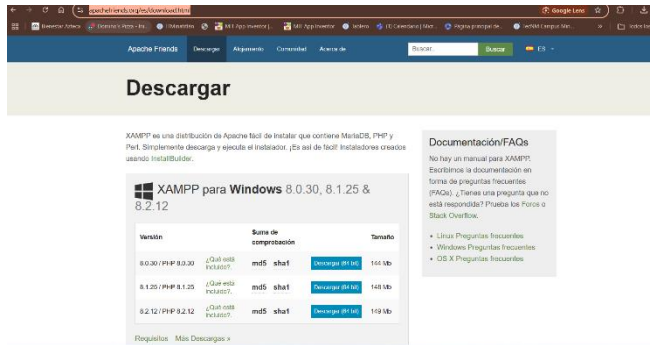 apachefriends.org/es/download.html
Google Lens
Bienestar Azteca
Domino's Pizza - Ini...
MIT App Inventor |...
MIT App Inventor
Tablero
Página principal de...
TecNM Campus Min...
Apache Friends
Descargar
Alojamiento
Comunidad
Acerca de
Buscar...
Buscar
ES
Descargar
XAMPP es una distribución de Apache fácil de instalar que contiene MariaDB, PHP y
Perl. Simplemente descarga y ejecuta el instalador. ¡Es así de fácil! Instaladores creados
usando InstallBuilder.
XAMPP para Windows 8.0.30, 8.1.25 &
8.2.12
Versión
Suma de
comprobación
Tamaño
8.0.30 / PHP 8.0.30
¿Qué está
incluido?
md5 sha1
Descargar (64 bit)
144 Mb
8.1.25 / PHP 8.1.25
¿Qué está
incluido?
md5 sha1
Descargar (64 bit)
148 Mb
8.2.12 / PHP 8.2.12
¿Qué está
incluido?
md5 sha1
Descargar (64 bit)
149 Mb
Requisitos Más Descargas »
Documentación/FAQs
No hay un manual para XAMPP.
Escribimos la documentación en
forma de preguntas frecuentes
(FAQs). ¿Tienes una pregunta que no
está respondida? Prueba los Foros o
Stack Overflow.
Linux Preguntas frecuentes
Windows Preguntas frecuentes
OS X Preguntas frecuentes